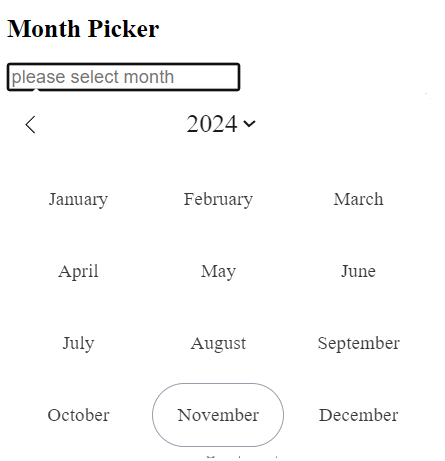 Month Picker
please select month
2024
January February March
April May June
July August September
October November December